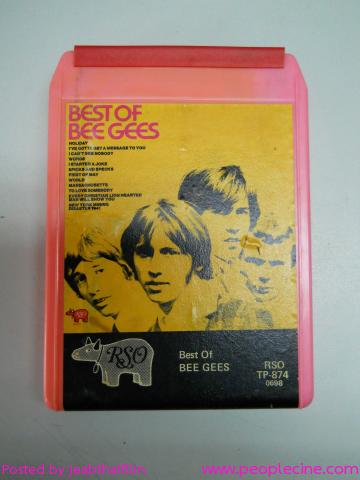 BEST OF
BEE GEES
HOLIDAY
I'VE GOTTA GET A MESSAGE TO YOU
I CAN'T SEE NOBODY
WORDS
I STARTED A JOKE
SPICKS AND SPECKS
FIRST OF MAY
WORLD
MASSACHUSETTS
TO LOVE SOMEBODY
EVERY CHRISTIAN LION HEARTED
MAN WILL SHOW YOU
NEW YORK MINING
DISASTER 1941
RSO
Best Of
BEE GEES
RSO
TP-874
0698
Posted by jeabthaifilm
www.peoplecine.com